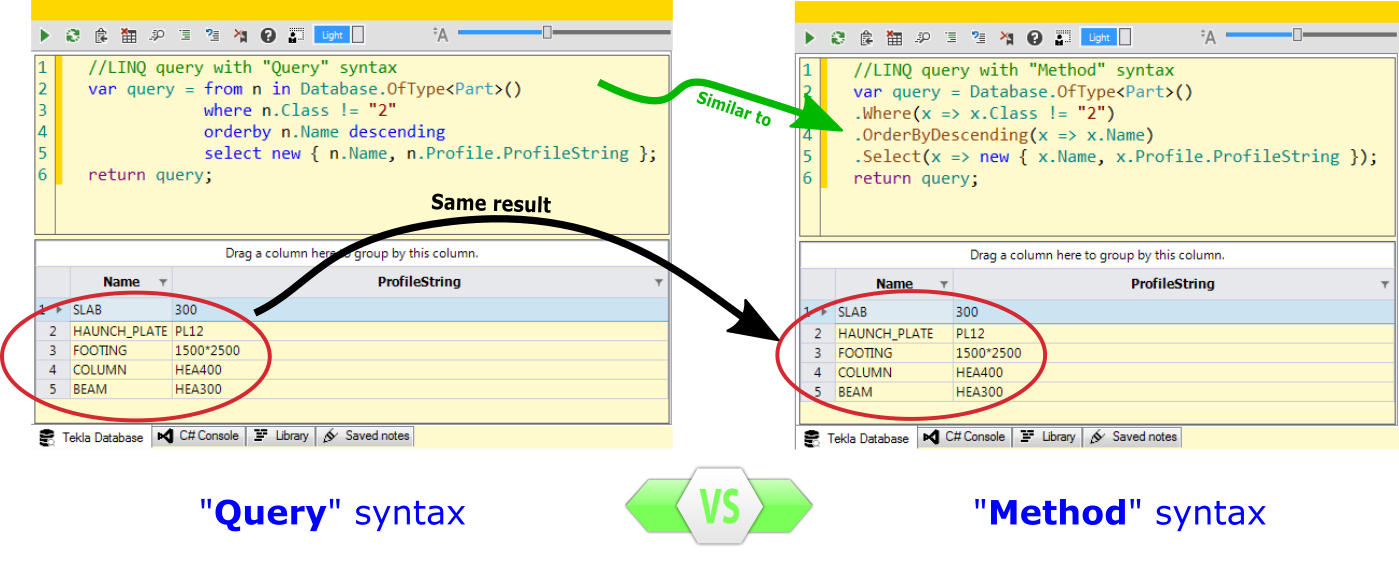 Light
A
1 //LINQ query with "Query" syntax
2 var query = from n in Database.OfType<Part>()
3 where n.Class != "2"
4 orderby n.Name descending
5 select new { n.Name, n.Profile.ProfileString };
6 return query;
Drag a column here to group by this column.
Name ProfileString
1 SLAB 300
2 HAUNCH_PLATE PL12
3 FOOTING 1500*2500
4 COLUMN HEA400
5 BEAM HEA300
Tekla Database C# Console Library Saved notes
Similar to
Same result
Light
A
1 //LINQ query with "Method" syntax
2 var query = Database.OfType<Part>()
.Where(x => x.Class != "2")
4 .OrderByDescending(x => x.Name)
5 .Select(x => new { x.Name, x.Profile.ProfileString });
6 return query;
Drag a column here to group by this column.
Name ProfileString
1 SLAB 300
2 HAUNCH_PLATE PL12
3 FOOTING 1500*2500
4 COLUMN HEA400
5 BEAM HEA300
Tekla Database C# Console Library Saved notes
"Query" syntax
VS
"Method" syntax